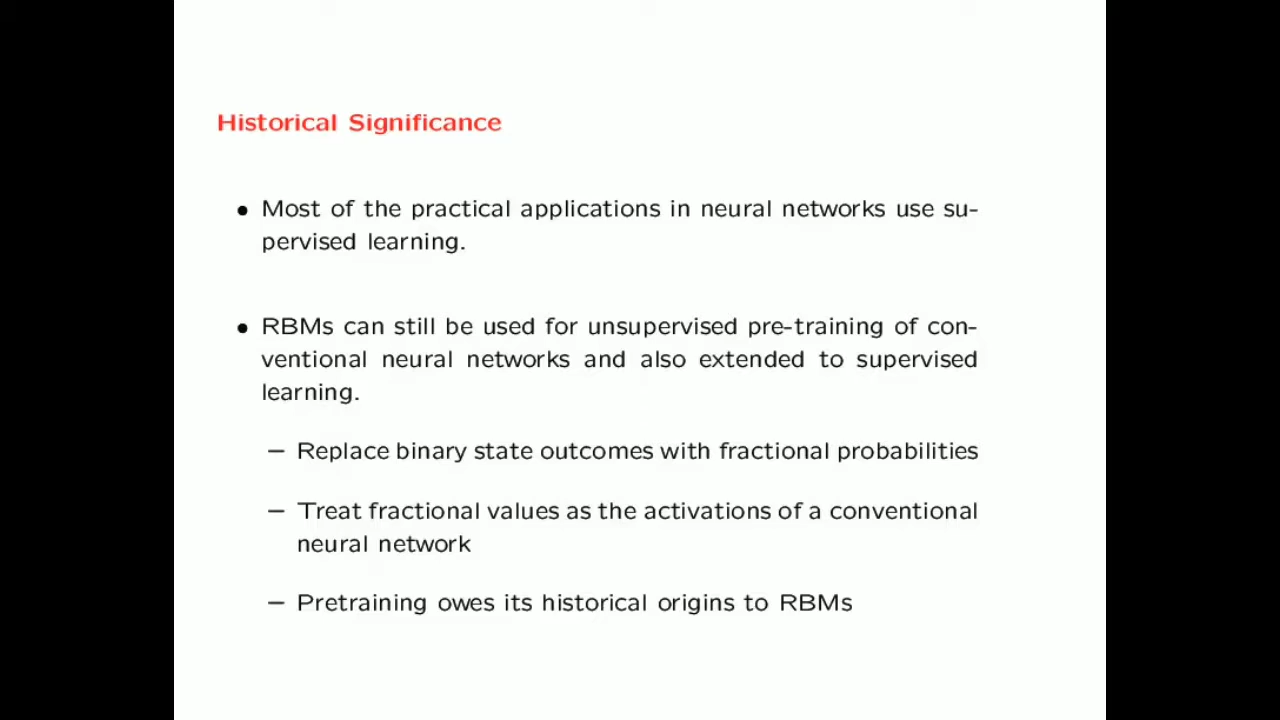 Historical Significance
• Most of the practical applications in neural networks use su-
pervised learning.
• RBMs can still be used for unsupervised pre-training of con-
ventional neural networks and also extended to supervised
learning.
– Replace binary state outcomes with fractional probabilities
– Treat fractional values as the activations of a conventional
neural network
– Pretraining owes its historical origins to RBMs